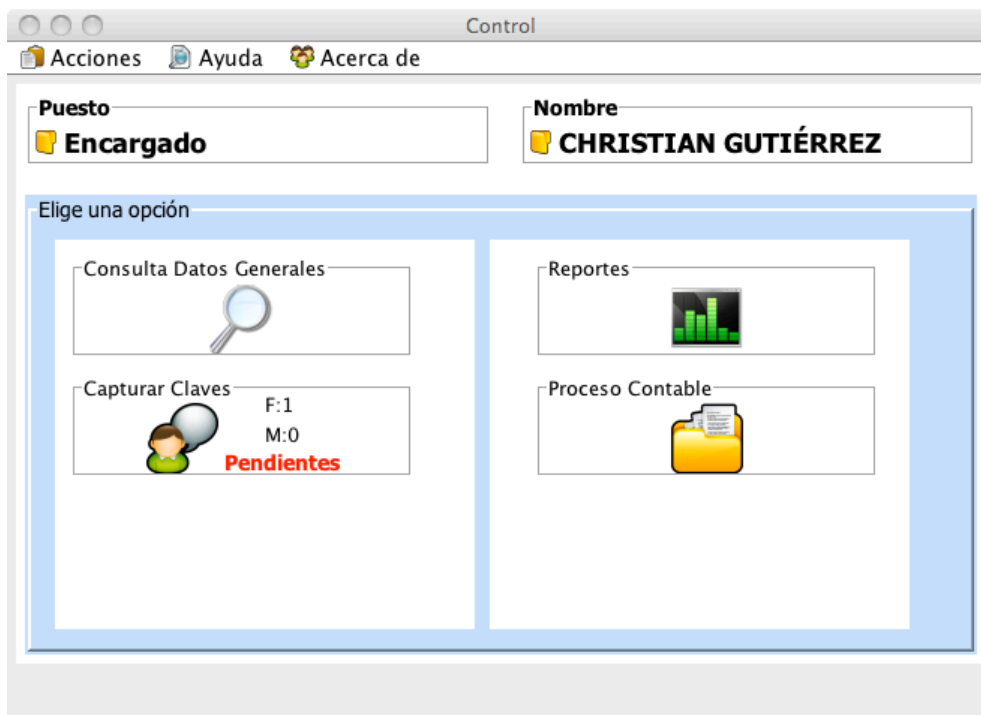 Control
Acciones Ayuda Acerca de
Puesto
Encargado
Nombre
CHRISTIAN GUTIÉRREZ
Elige una opción
Consulta Datos Generales
Capturar Claves
F:1
M:0
Pendientes
Reportes
Proceso Contable